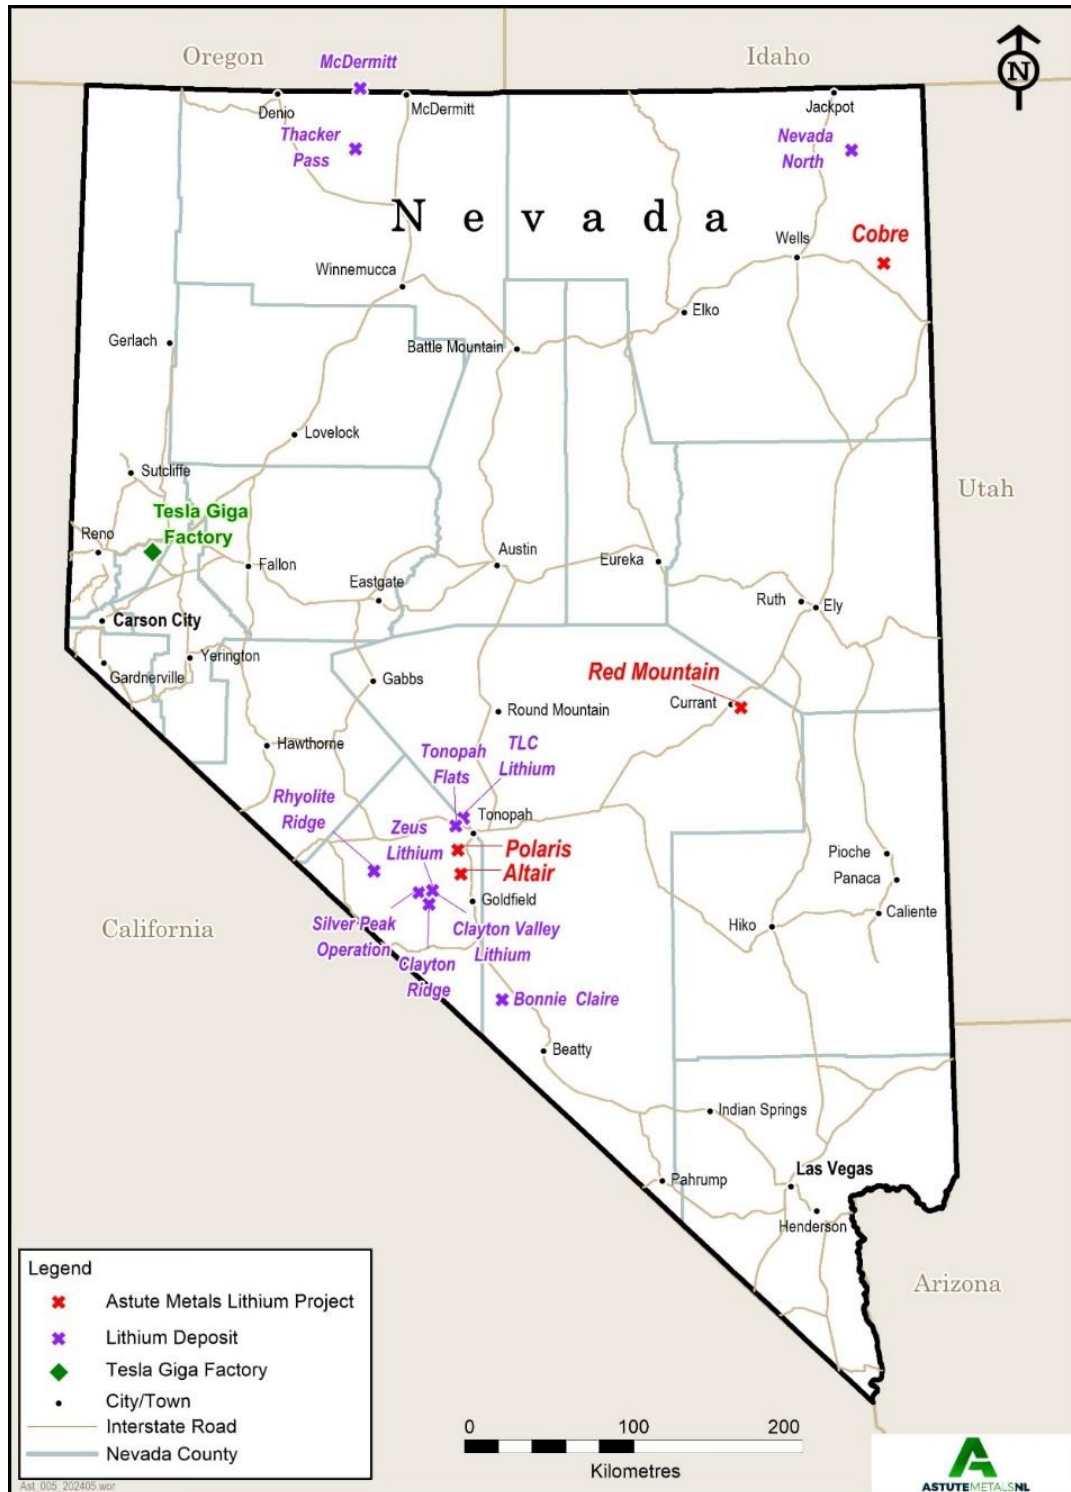 Oregon
Idaho
McDermitt
N
Denio
McDermitt
Jackpot
Thacker
Pass
Nevada
North
Nevada
Cobre
Wells
Winnemucca
Elko
Gerlach
Battle Mountain
Lovelock
Sutcliffe
Utah
Tesla Giga
Factory
Reno
Austin
Eureka
Fallon
Eastgate
Ruth
Ely
Carson City
Yerington
Gardnerville
Red Mountain
Gabbs
Currant
Round Mountain
Hawthorne
Tonopah
Flats
TLC
Lithium
Rhyolite
Ridge
Zeus
Lithium
Tonopah
Polaris
Altair
Pioche
Panaca
Goldfield
Caliente
Hiko
California
Silver Peak
Operation
Clayton Valley
Lithium
Clayton
Ridge
Bonnie Claire
Beatty
Indian Springs
Las Vegas
Pahrump
Henderson
Arizona
Legend
Astute Metals Lithium Project
Lithium Deposit
Tesla Giga Factory
City/Town
Interstate Road
Nevada County
0 100 200
Kilometres
Ast_005_202405.wor
ASTUTEMETALSNL